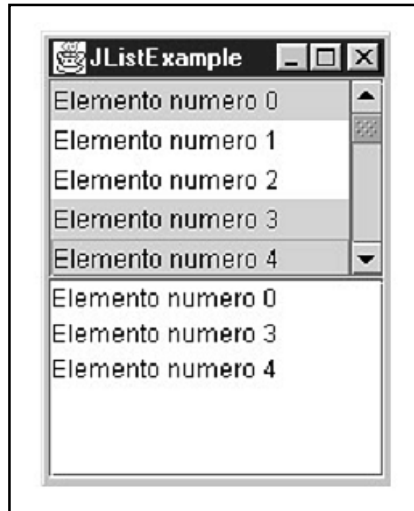 JListExample
Elemento numero 0
Elemento numero 1
Elemento numero 2
Elemento numero 3
Elemento numero 4
Elemento numero 0
Elemento numero 3
Elemento numero 4